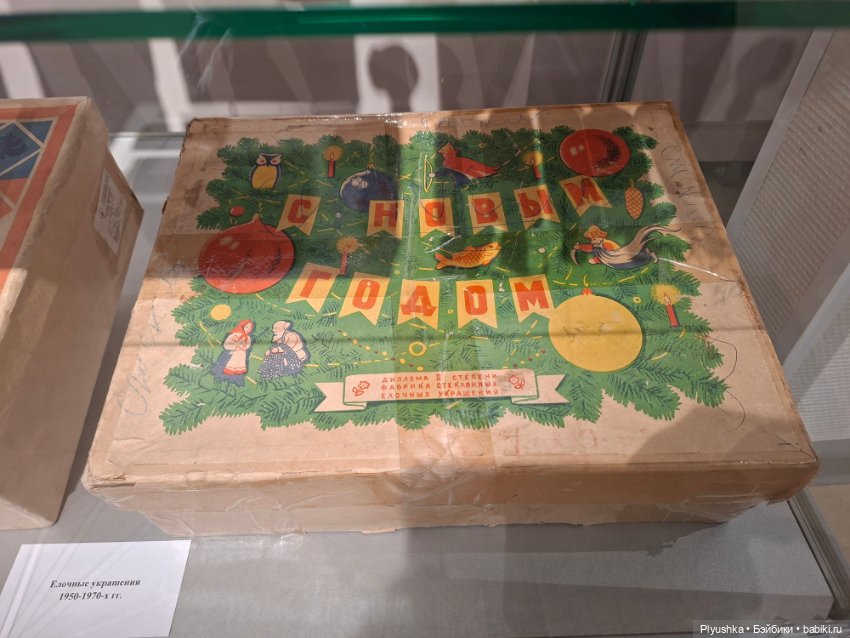 С НОВЫМ
ГОДОМ
ДИПЛОМА II СТЕПЕНИ
ФАБРИКА СТЕКЛЯННЫХ
ЕЛОЧНЫХ УКРАШЕНИЙ
Елочные украшения
1950-1970-х гг.
Plyushka • Бэйбики • babiki.ru